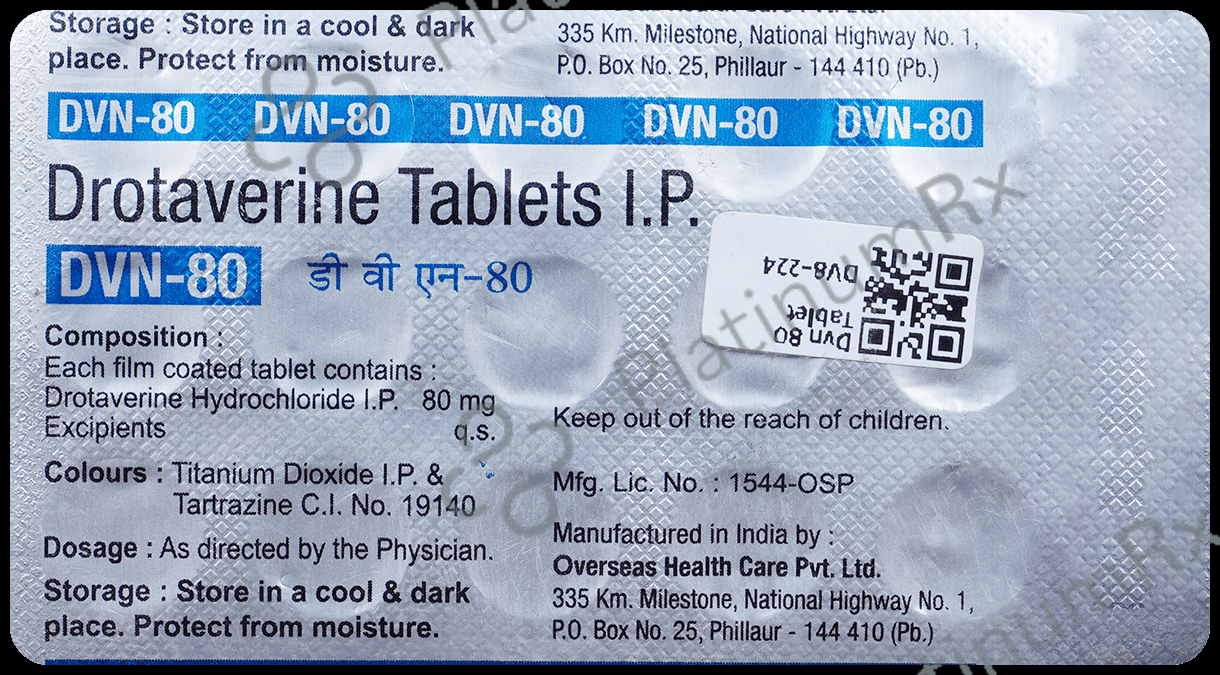 Storage : Store in a cool & dark
place. Protect from moisture.
335 Km. Milestone, National Highway No. 1,
P.O. Box No. 25, Phillaur - 144 410 (Pb.)
DVN-80 DVN-80 DVN-80 DVN-80 DVN-80
Drotaverine Tablets I.P.
DVN-80 डी वी एन-80
Composition :
Each film coated tablet contains :
Drotaverine Hydrochloride I.P. 80 mg
Excipients q.s.
Colours : Titanium Dioxide I.P. &
Tartrazine C.I. No. 19140
Dosage : As directed by the Physician.
Storage : Store in a cool & dark
place. Protect from moisture.
Dvn 80
Tablet
DV8-224
Keep out of the reach of children.
Mfg. Lic. No. : 1544-OSP
Manufactured in India by :
Overseas Health Care Pvt. Ltd.
335 Km. Milestone, National Highway No. 1,
P.O. Box No. 25, Phillaur - 144 410 (Pb.)
PlatinumRx
PlatinumRx